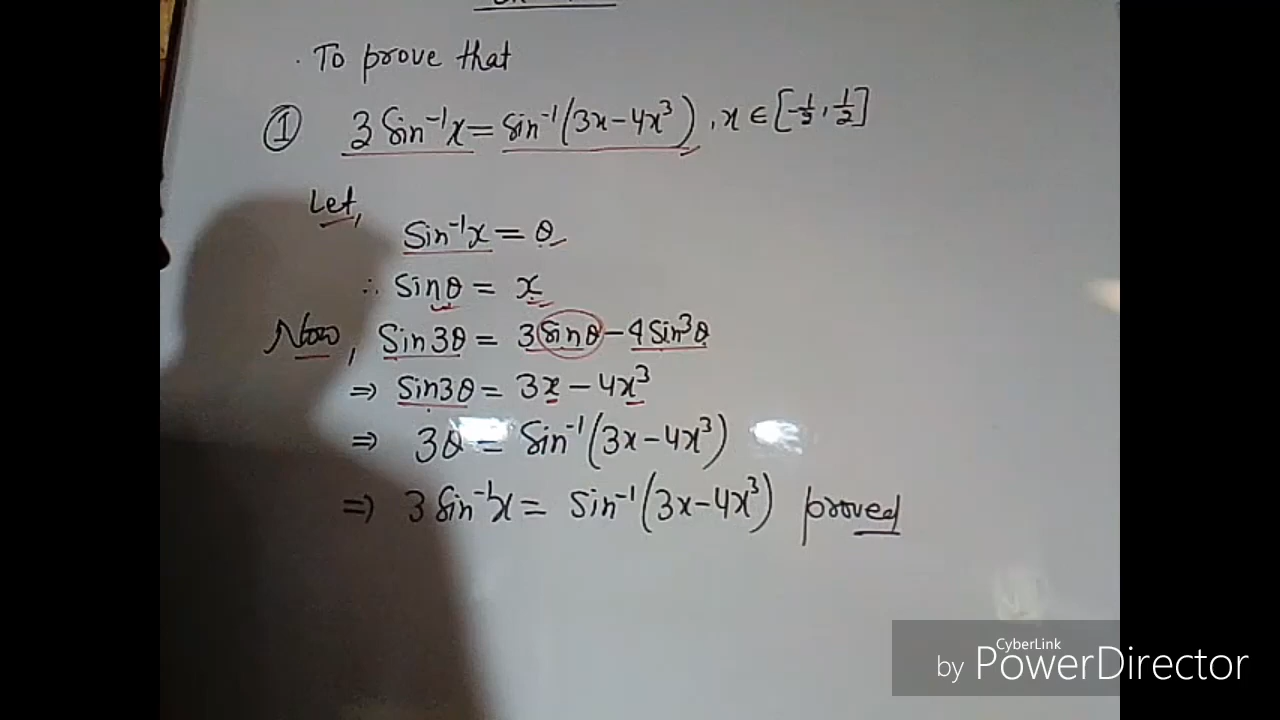 . To prove that
① 3 Sin⁻¹x = Sin⁻¹(3x–4x³) , x ∈ [-1/2, 1/2]
Let,
Sin⁻¹x = θ
∴ Sinθ = x
Now, Sin3θ = 3Sinθ – 4Sin³θ
⇒ Sin3θ = 3x – 4x³
⇒ 3θ = Sin⁻¹(3x–4x³)
⇒ 3 Sin⁻¹x = Sin⁻¹(3x–4x³) proved
CyberLink
by PowerDirector